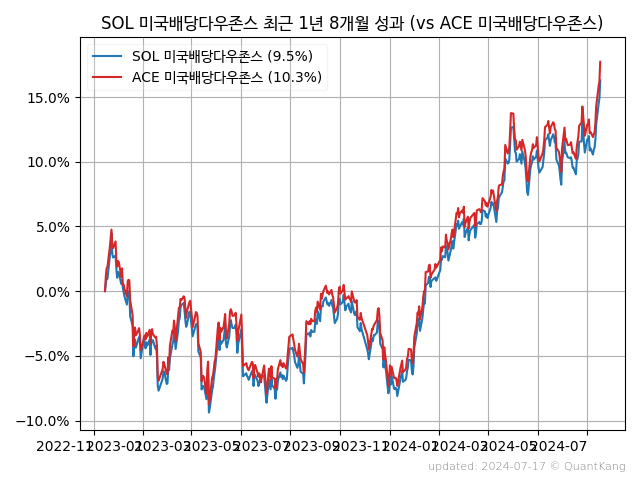 SOL 미국배당다우존스 최근 1년 8개월 성과 (vs ACE 미국배당다우존스)
SOL 미국배당다우존스 (9.5%)
ACE 미국배당다우존스 (10.3%)
15.0%
10.0%
5.0%
0.0%
−5.0%
−10.0%
2022-11 2023-01 2023-03 2023-05 2023-07 2023-09 2023-11 2024-01 2024-03 2024-05 2024-07
updated: 2024-07-17 © QuantKang